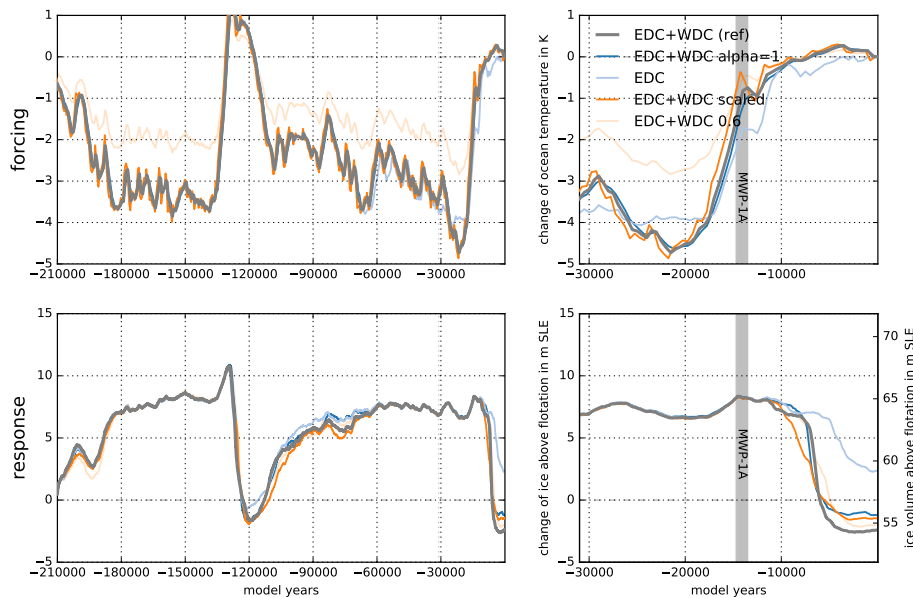 forcing
1
0
−1
−2
−3
−4
−5
−210000 −180000 −150000 −120000 −90000 −60000 −30000
change of ocean temperature in K
1
0
−1
−2
−3
−4
−5
EDC+WDC (ref)
EDC+WDC alpha=1
EDC
EDC+WDC scaled
EDC+WDC 0.6
MWP-1A
−30000 −20000 −10000
response
15
10
5
0
−5
−210000 −180000 −150000 −120000 −90000 −60000 −30000
model years
change of ice above flotation in m SLE
15
10
5
0
−5
MWP-1A
−30000 −20000 −10000
model years
70
65
60
55
ice volume above flotation in m SLE